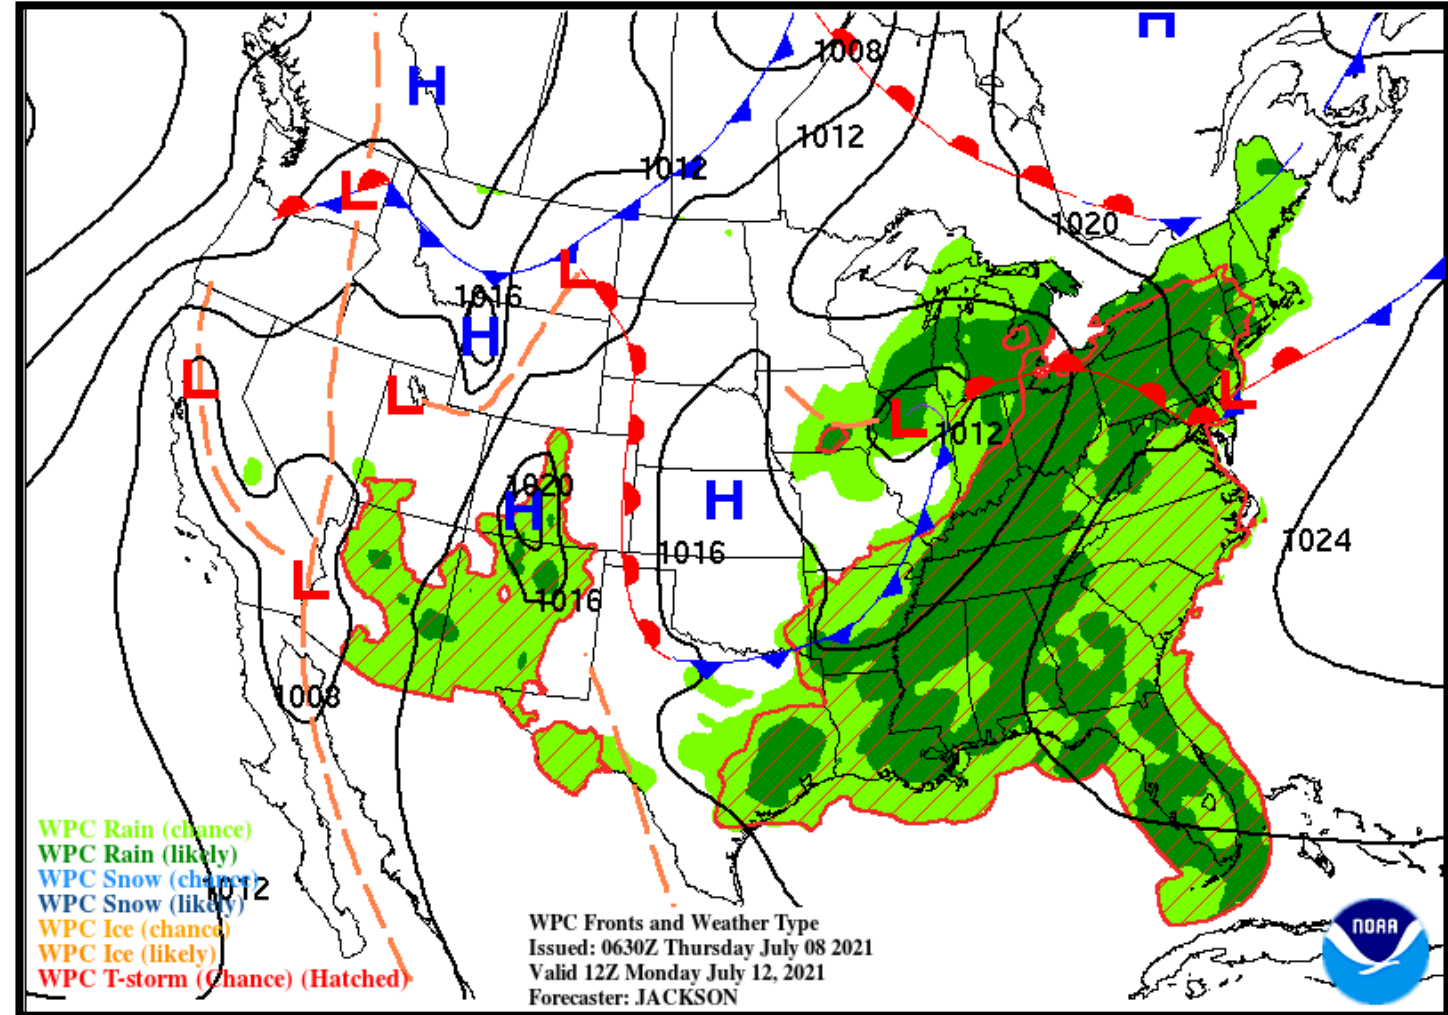 H
H
1008
1012
1012
L
1020
L
1016
H
L
L
L
L
1012
1020
H
H
1016
1024
L
1016
1008
WPC Rain (chance)
WPC Rain (likely)
WPC Snow (chance)
WPC Snow (likely)
1012
WPC Ice (chance)
WPC Ice (likely)
WPC T-storm (Chance) (Hatched)
WPC Fronts and Weather Type
Issued: 0630Z Thursday July 08 2021
Valid 12Z Monday July 12, 2021
Forecaster: JACKSON
NOAA